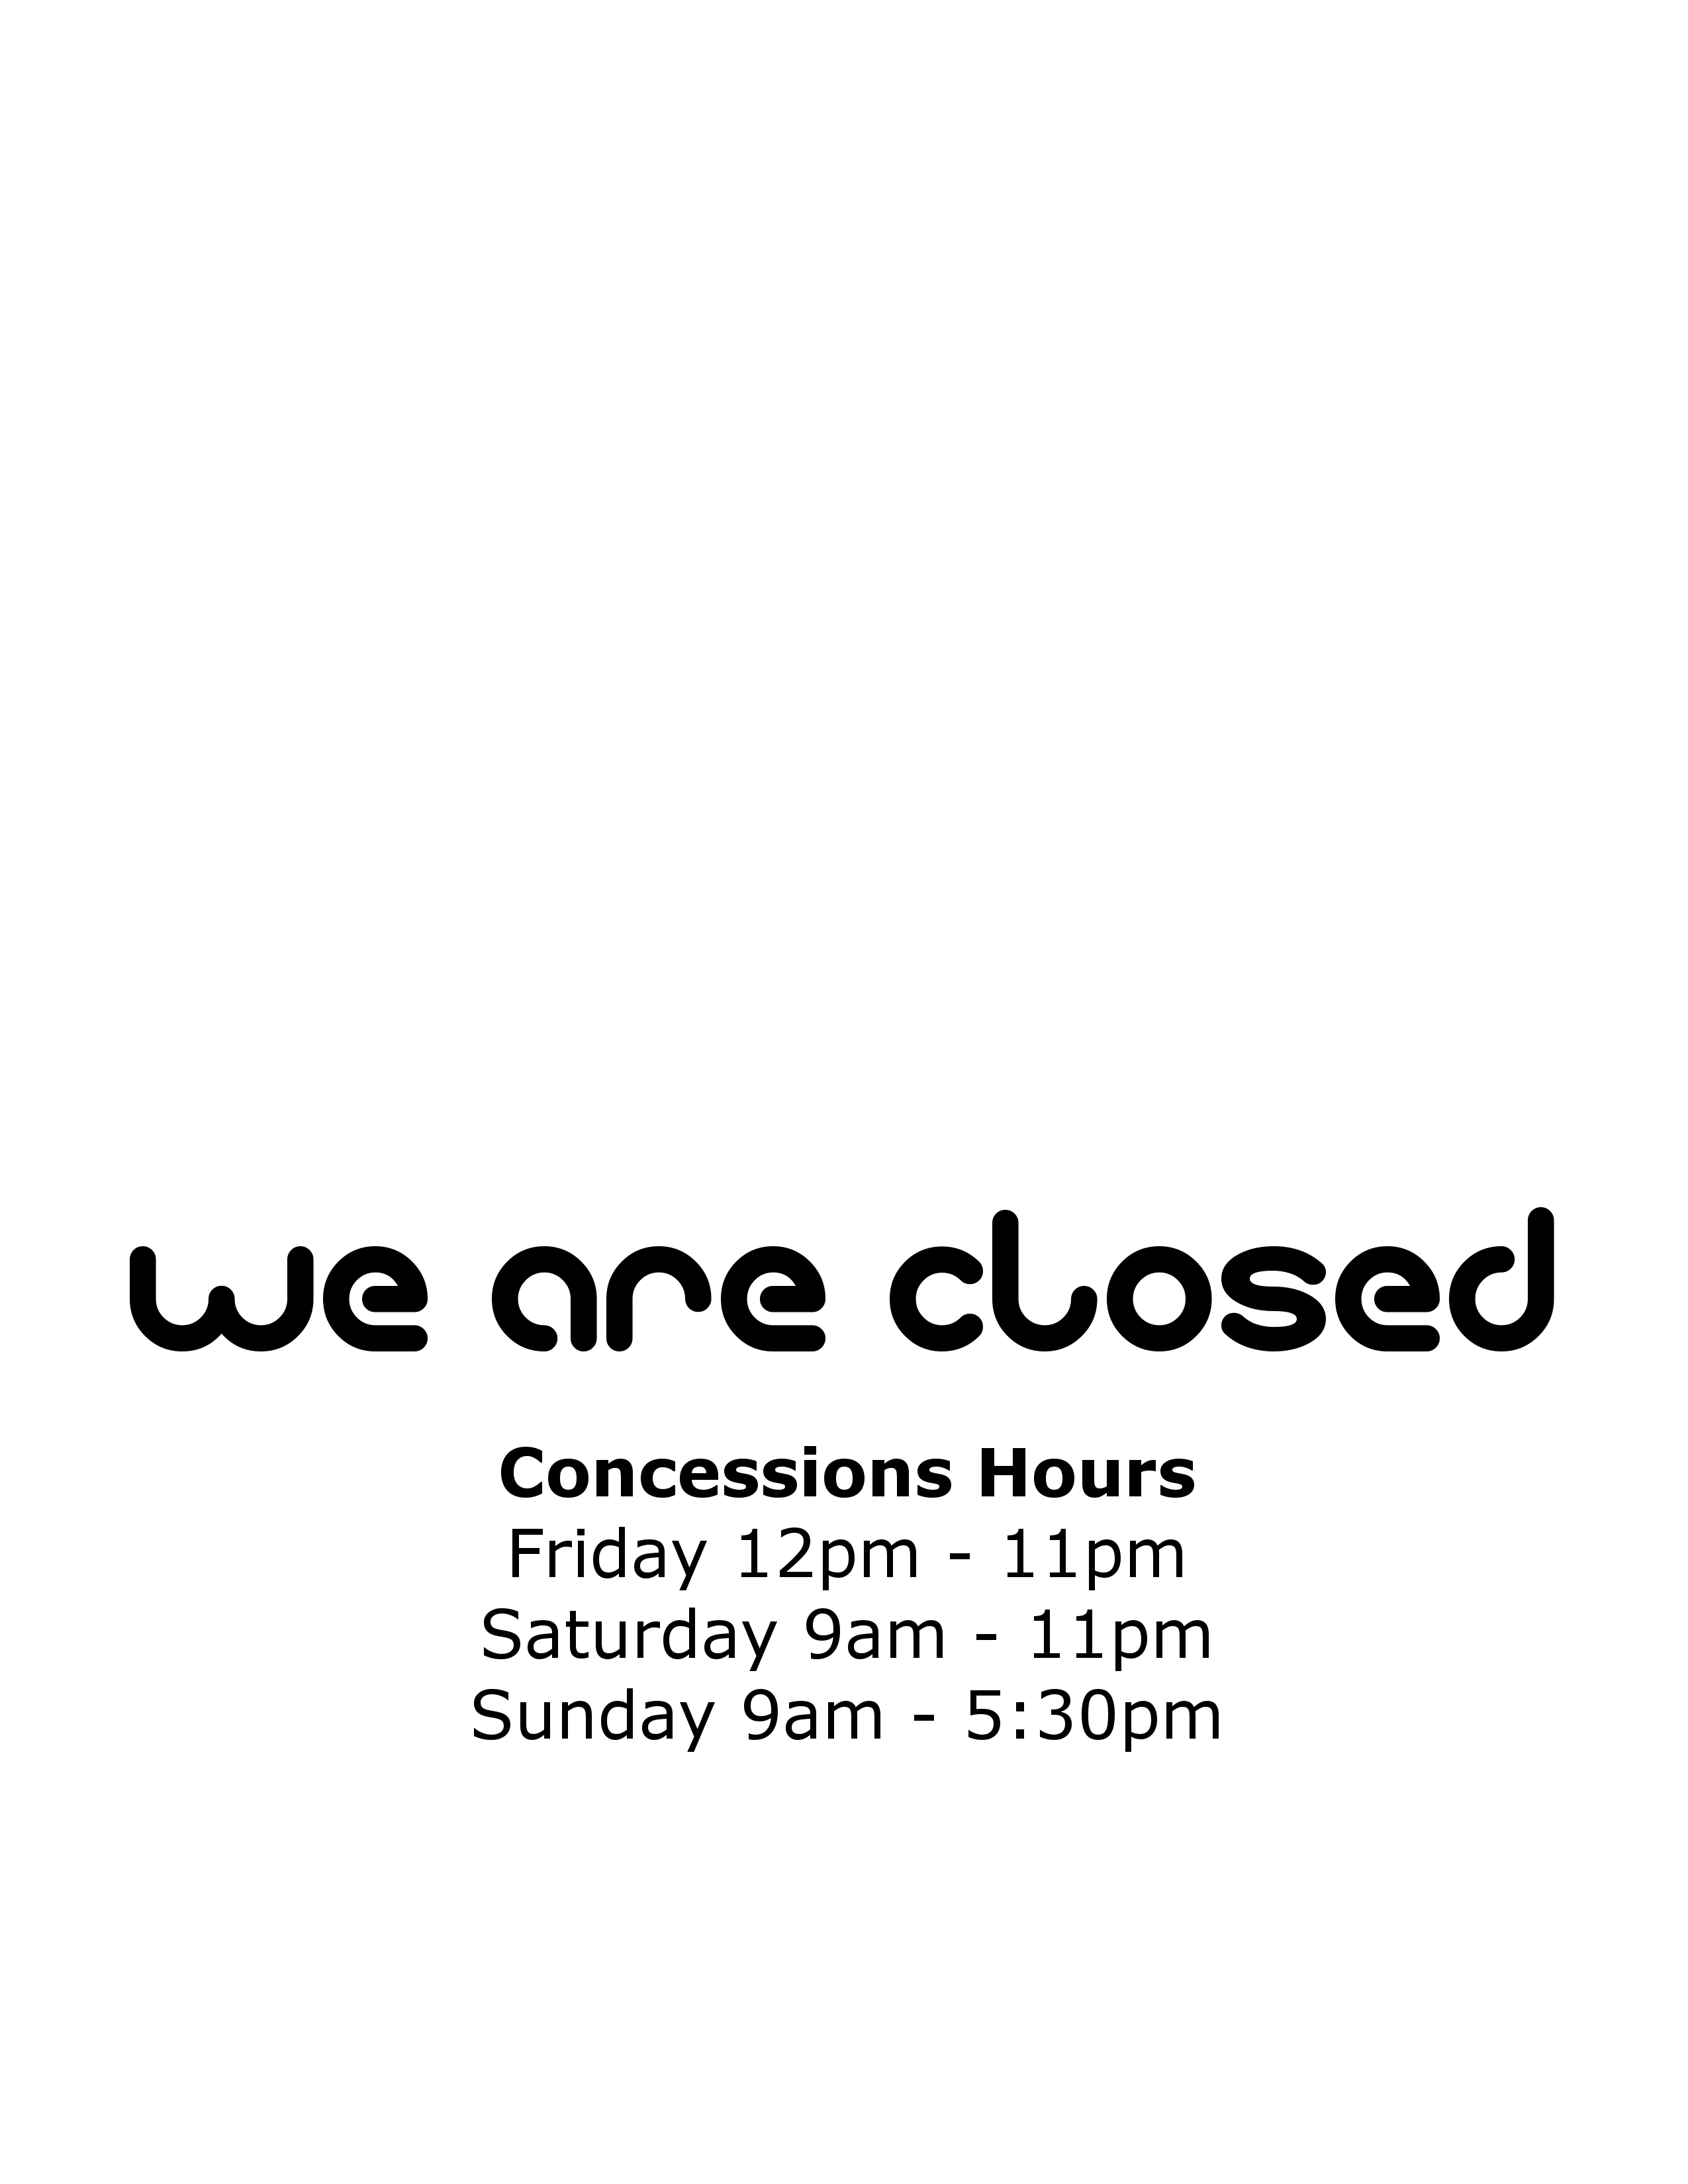 we are closed
Concessions Hours
Friday 12pm - 11pm
Saturday 9am - 11pm
Sunday 9am - 5:30pm